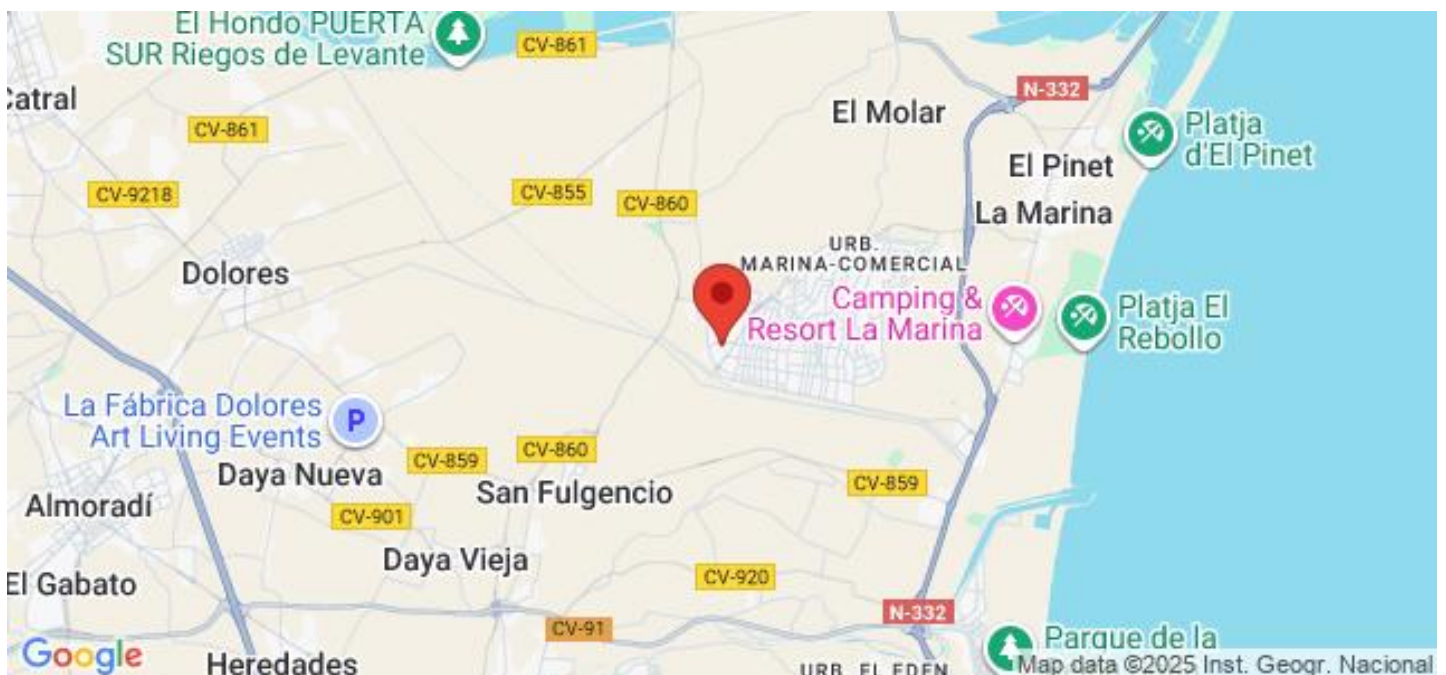 El Hondo PUERTA
SUR Riegos de Levante
CV-861
N-332
Catral
El Molar
CV-861
Platja
d'El Pinet
El Pinet
CV-9218
CV-855
CV-860
La Marina
URB.
MARINA-COMERCIAL
Dolores
Camping &
Resort La Marina
Platja El
Rebollo
La Fábrica Dolores
Art Living Events
P
CV-860
CV-859
Daya Nueva
San Fulgencio
CV-859
Almoradí
CV-901
Daya Vieja
CV-920
El Gabato
N-332
CV-91
Parque de la
Google
Heredades
URB. EL EDEN
Map data ©2025 Inst. Geogr. Nacional